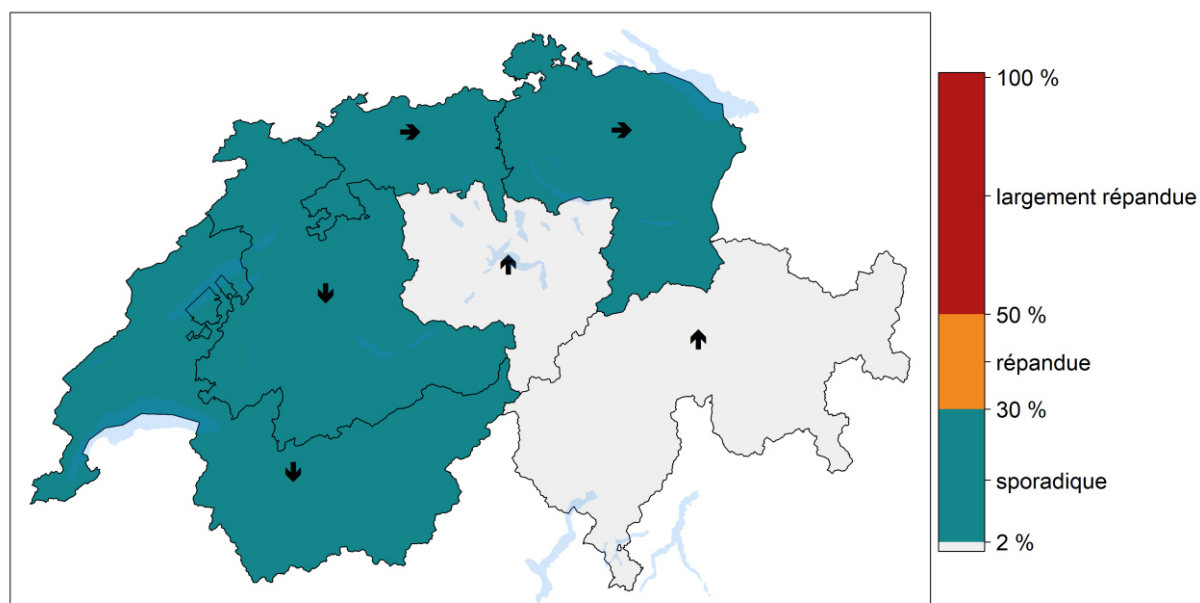 100 %
largement répandue
50 %
répandue
30 %
sporadique
2 %